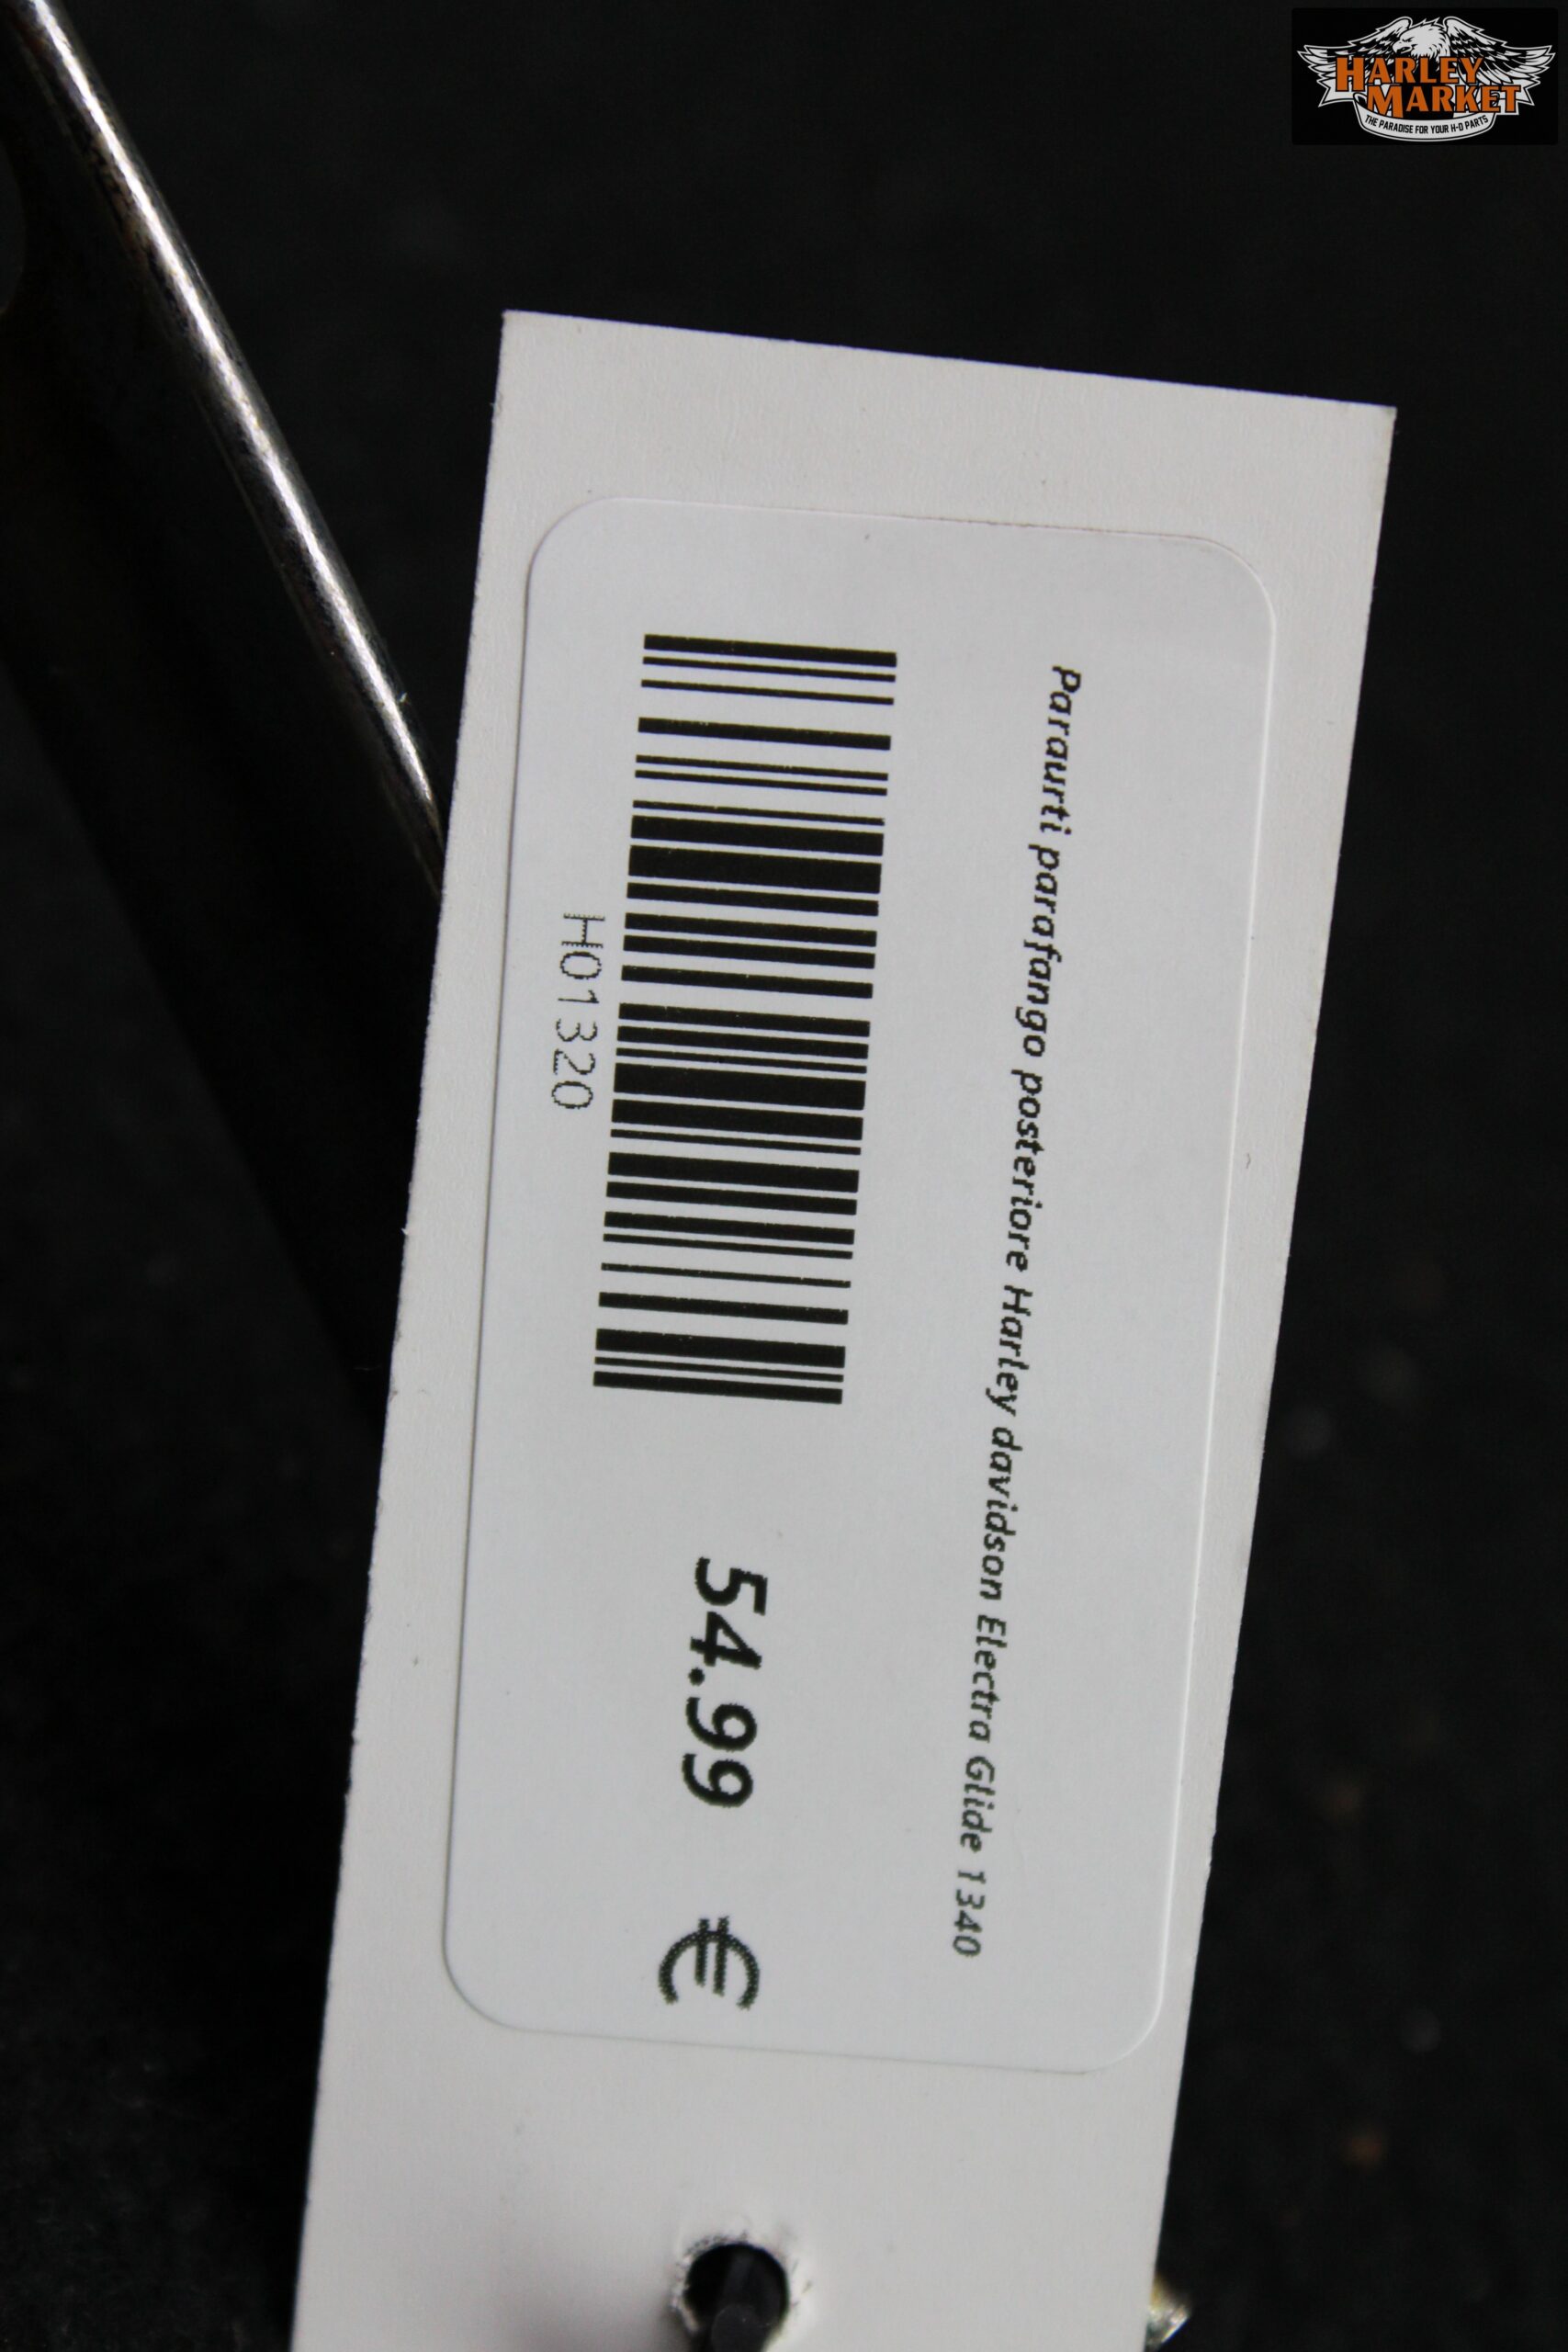 HARLEY
MARKET
THE PARADISE FOR YOUR H-D PARTS
Paraurti parafango posteriore Harley davidson Electra Glide 1340
H01320
54.99 €